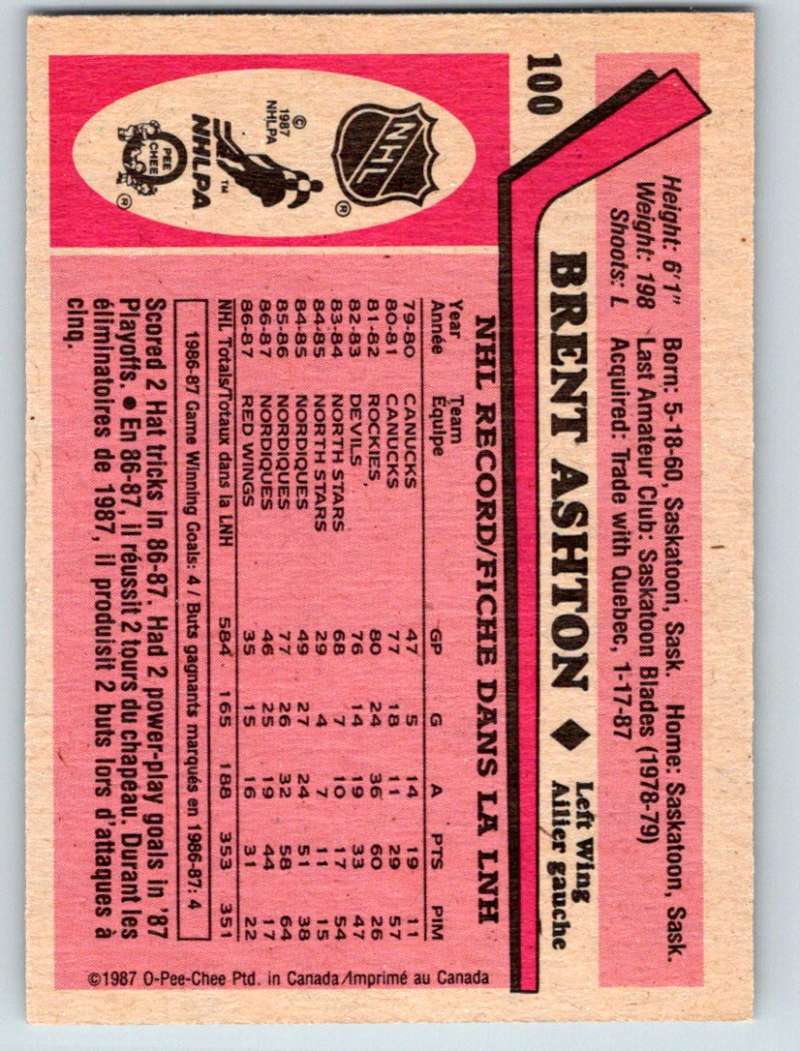 100
Height: 6'1" Born: 5-18-60, Saskatoon, Sask. Home: Saskatoon, Sask.
Weight: 198 Last Amateur Club: Saskatoon Blades (1978-79)
Shoots: L Acquired: Trade with Quebec, 1-17-87
BRENT ASHTON ◆ Left Wing
Ailier gauche
NHL RECORD/FICHE DANS LA LNH
Year Team GP G A PTS PIM
Année Équipe
79-80 CANUCKS 47 5 14 19 11
80-81 CANUCKS 77 18 11 29 57
81-82 ROCKIES 80 24 36 60 26
82-83 DEVILS 76 14 19 33 47
83-84 NORTH STARS 68 7 10 17 54
84-85 NORTH STARS 29 4 7 11 15
84-85 NORDIQUES 49 27 24 51 38
85-86 NORDIQUES 77 26 32 58 64
86-87 NORDIQUES 46 25 19 44 17
86-87 RED WINGS 35 15 16 31 22
NHL Totals/Totaux dans la LNH 584 165 188 353 351
1986-87 Game Winning Goals: 4 / Buts gagnants marqués en 1986-87: 4
Scored 2 Hat tricks in 86-87. Had 2 power-play goals in '87
Playoffs. ● En 86-87, il réussit 2 tours du chapeau. Durant les
éliminatoires de 1987, il produisit 2 buts lors d'attaques à
cinq.
NHL
®
© 1987
NHLPA
NHLPA
™
O
PEE
CHEE
®
©1987 O-Pee-Chee Ptd. in Canada/Imprimé au Canada